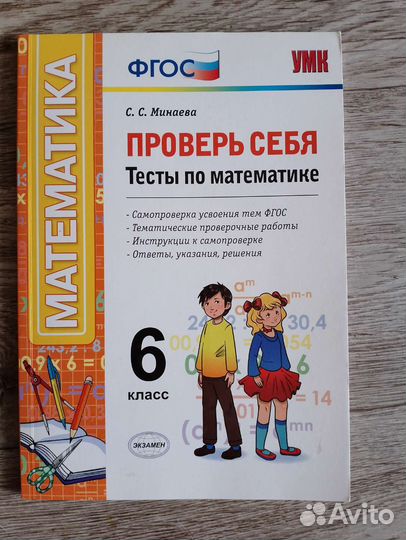 ФГОС
УМК
МАТЕМАТИКА
С. С. Минаева
ПРОВЕРЬ СЕБЯ
Тесты по математике
- Самопроверка усвоения тем ФГОС
- Тематические проверочные работы
- Инструкции к самопроверке
- Ответы, указания, решения
6
класс
ЭКЗАМЕН
Avito